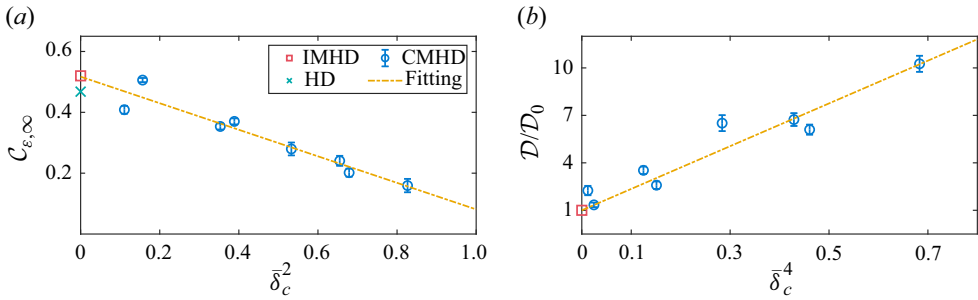 (a)
0.6
0.4
0.2
C_{ε,∞}
IMHD
CMHD
HD
Fitting
0
0.2
0.4
0.6
0.8
1.0
δ̄_c^2
(b)
10
7
4
1
D/D_0
0
0.1
0.3
0.5
0.7
δ̄_c^4